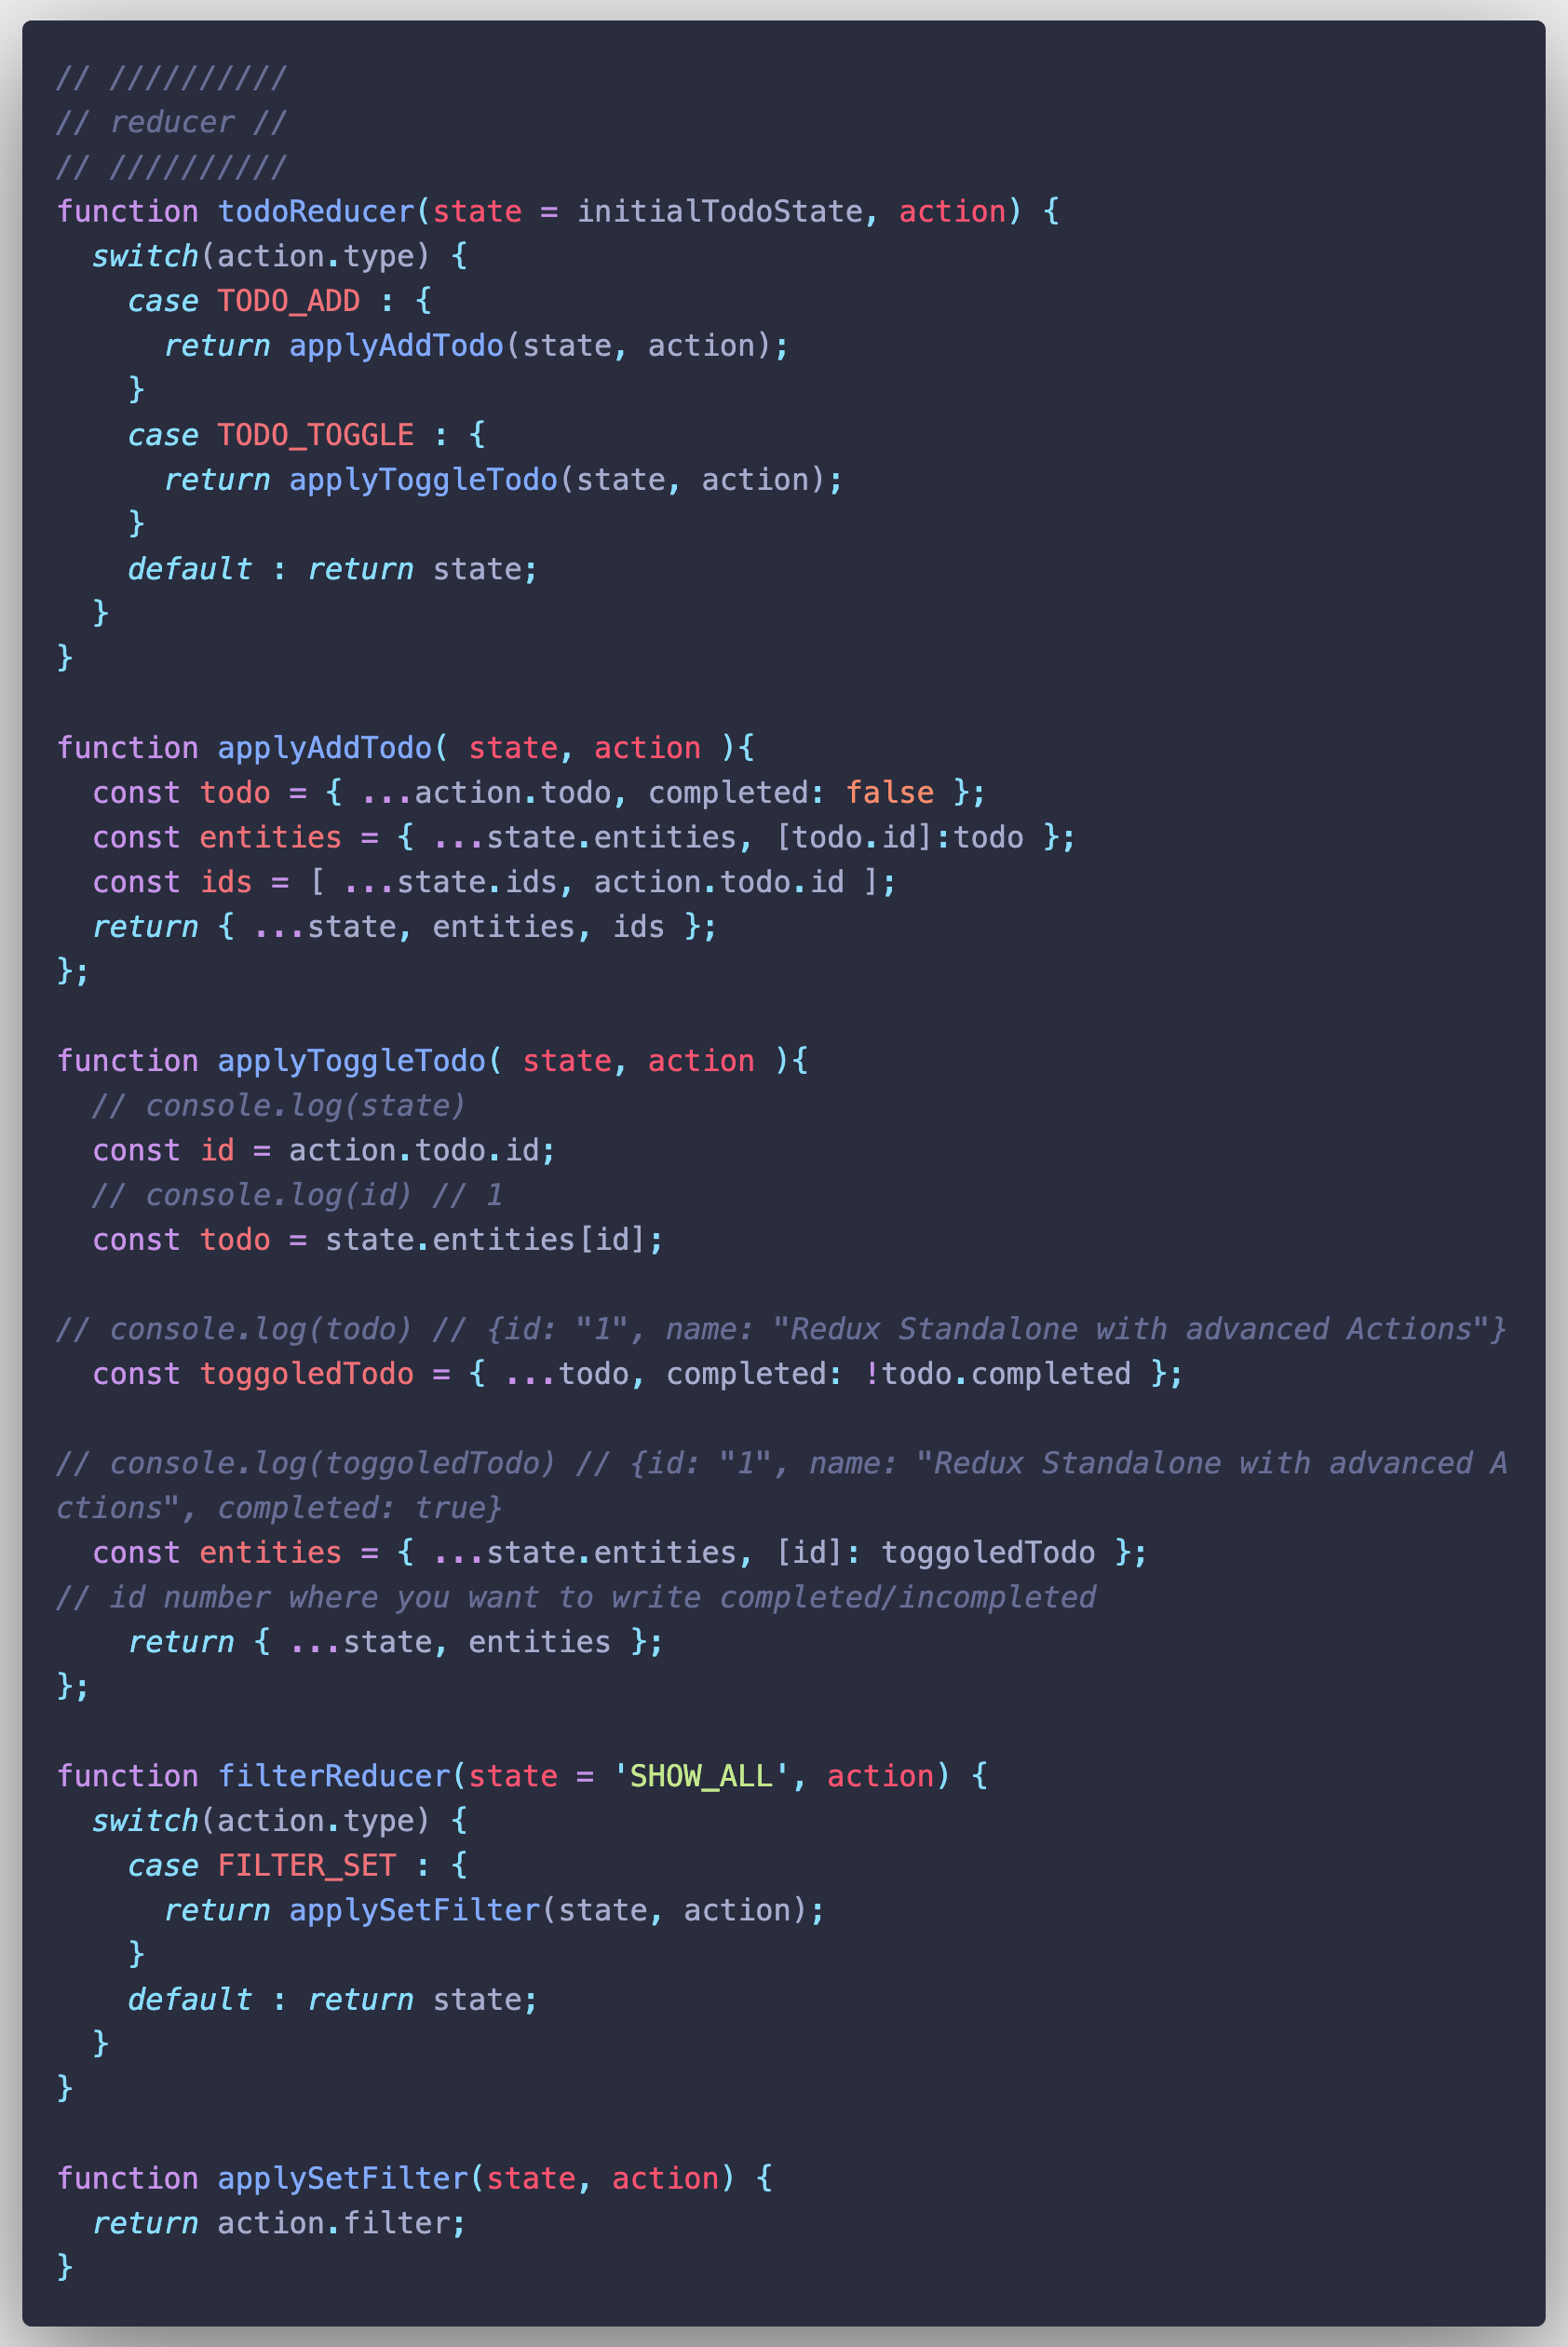 // //////////
// reducer //
// //////////
function todoReducer(state = initialTodoState, action) {
  switch(action.type) {
    case TODO_ADD : {
      return applyAddTodo(state, action);
    }
    case TODO_TOGGLE : {
      return applyToggleTodo(state, action);
    }
    default : return state;
  }
}

function applyAddTodo( state, action ){
  const todo = { ...action.todo, completed: false };
  const entities = { ...state.entities, [todo.id]:todo };
  const ids = [ ...state.ids, action.todo.id ];
  return { ...state, entities, ids };
};

function applyToggleTodo( state, action ){
  // console.log(state)
  const id = action.todo.id;
  // console.log(id) // 1
  const todo = state.entities[id];

// console.log(todo) // {id: "1", name: "Redux Standalone with advanced Actions"}
  const toggoledTodo = { ...todo, completed: !todo.completed };

// console.log(toggoledTodo) // {id: "1", name: "Redux Standalone with advanced A
ctions", completed: true}
  const entities = { ...state.entities, [id]: toggoledTodo };
// id number where you want to write completed/incompleted
    return { ...state, entities };
};

function filterReducer(state = 'SHOW_ALL', action) {
  switch(action.type) {
    case FILTER_SET : {
      return applySetFilter(state, action);
    }
    default : return state;
  }
}

function applySetFilter(state, action) {
  return action.filter;
}